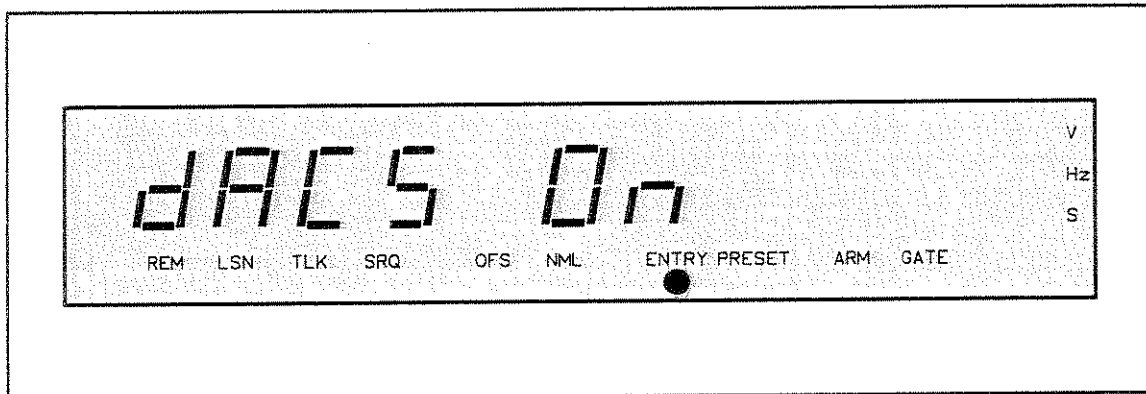 V
dACS On
Hz
S
REM LSN TLK SRQ OFS NML ENTRY PRESET ARM GATE